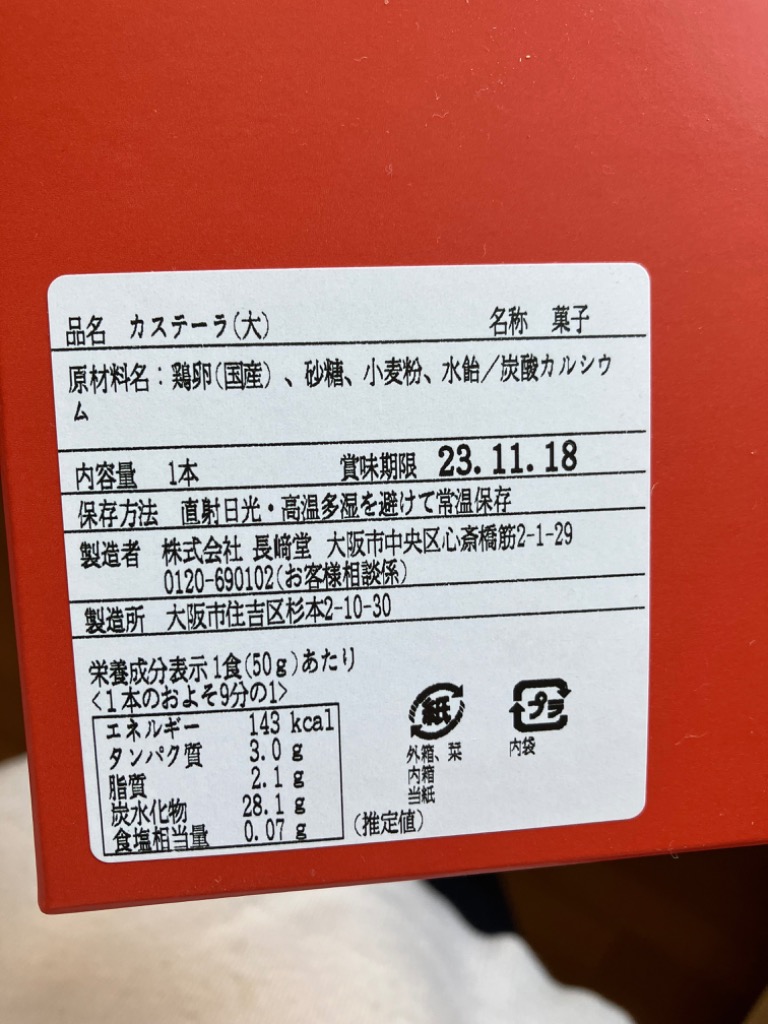 品名 カステーラ(大) 名称 菓子
原材料名：鶏卵(国産)、砂糖、小麦粉、水飴／炭酸カルシウ
ム
内容量 1本 賞味期限 23.11.18
保存方法 直射日光・高温多湿を避けて常温保存
製造者 株式会社 長﨑堂 大阪市中央区心斎橋筋2-1-29
0120-690102(お客様相談係)
製造所 大阪市住吉区杉本2-10-30
栄養成分表示1食(50g)あたり
<1本のおよそ9分の1>
エネルギー 143 kcal
タンパク質 3.0 g
脂質 2.1 g
炭水化物 28.1 g
食塩相当量 0.07 g
(推定値)
紙
外箱、栞
内箱
当紙
プラ
内袋